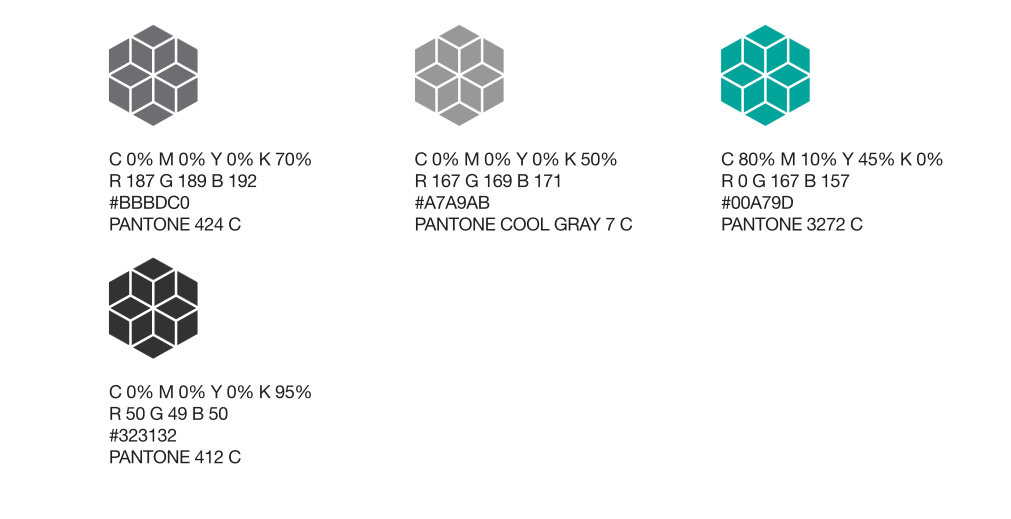 C 0% M 0% Y 0% K 70%
R 187 G 189 B 192
#BBBDC0
PANTONE 424 C
C 0% M 0% Y 0% K 50%
R 167 G 169 B 171
#A7A9AB
PANTONE COOL GRAY 7 C
C 80% M 10% Y 45% K 0%
R 0 G 167 B 157
#00A79D
PANTONE 3272 C
C 0% M 0% Y 0% K 95%
R 50 G 49 B 50
#323132
PANTONE 412 C